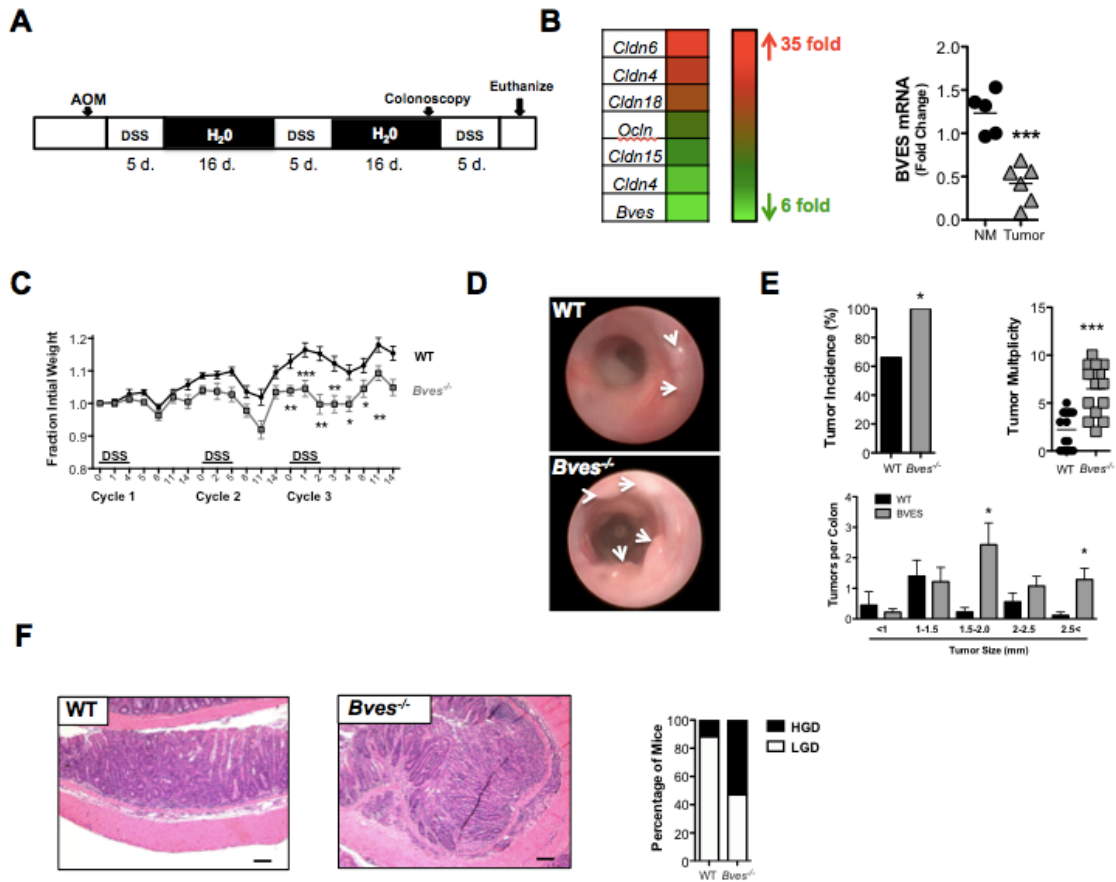 A
AOM
Colonoscopy
Euthanize
DSS
H₂0
DSS
H₂0
DSS
5 d.
16 d.
5 d.
16 d.
5 d.
B
Cldn6
Cldn4
Cldn18
Ocln
Cldn15
Cldn4
Bves
35 fold
6 fold
BVES mRNA
(Fold Change)
2.0
1.5
1.0
0.5
0.0
***
NM Tumor
C
Fraction Intial Weight
1.2
1.1
1.0
0.9
0.8
WT
Bves-/-
***
**
**
**
*
*
**
DSS
DSS
DSS
0 1 4 5 8 11 14 0 2 5 8 11 14 0 1 2 3 4 8 11 14
Cycle 1
Cycle 2
Cycle 3
D
WT
Bves-/-
E
Tumor Incidence (%)
100
80
60
40
20
0
*
WT Bves-/-
Tumor Multplicity
15
10
5
0
***
WT Bves-/-
Tumors per Colon
4
3
2
1
0
WT
BVES
*
*
<1
1-1.5
1.5-2.0
2-2.5
2.5<
Tumor Size (mm)
F
WT
Bves-/-
Percentage of Mice
100
80
60
40
20
0
HGD
LGD
WT Bves-/-